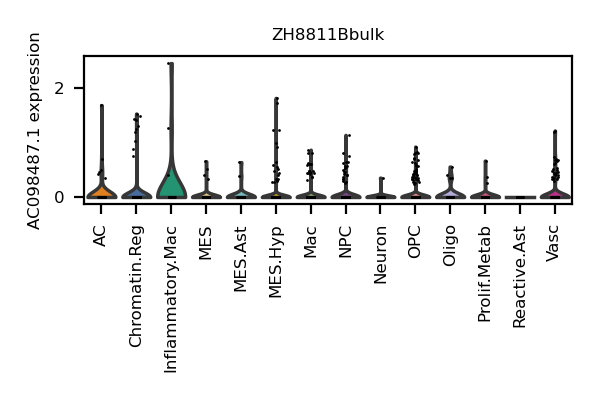 ZH8811Bbulk
AC098487.1 expression
2
0
AC
Chromatin.Reg
Inflammatory.Mac
MES
MES.Ast
MES.Hyp
Mac
NPC
Neuron
OPC
Oligo
Prolif.Metab
Reactive.Ast
Vasc